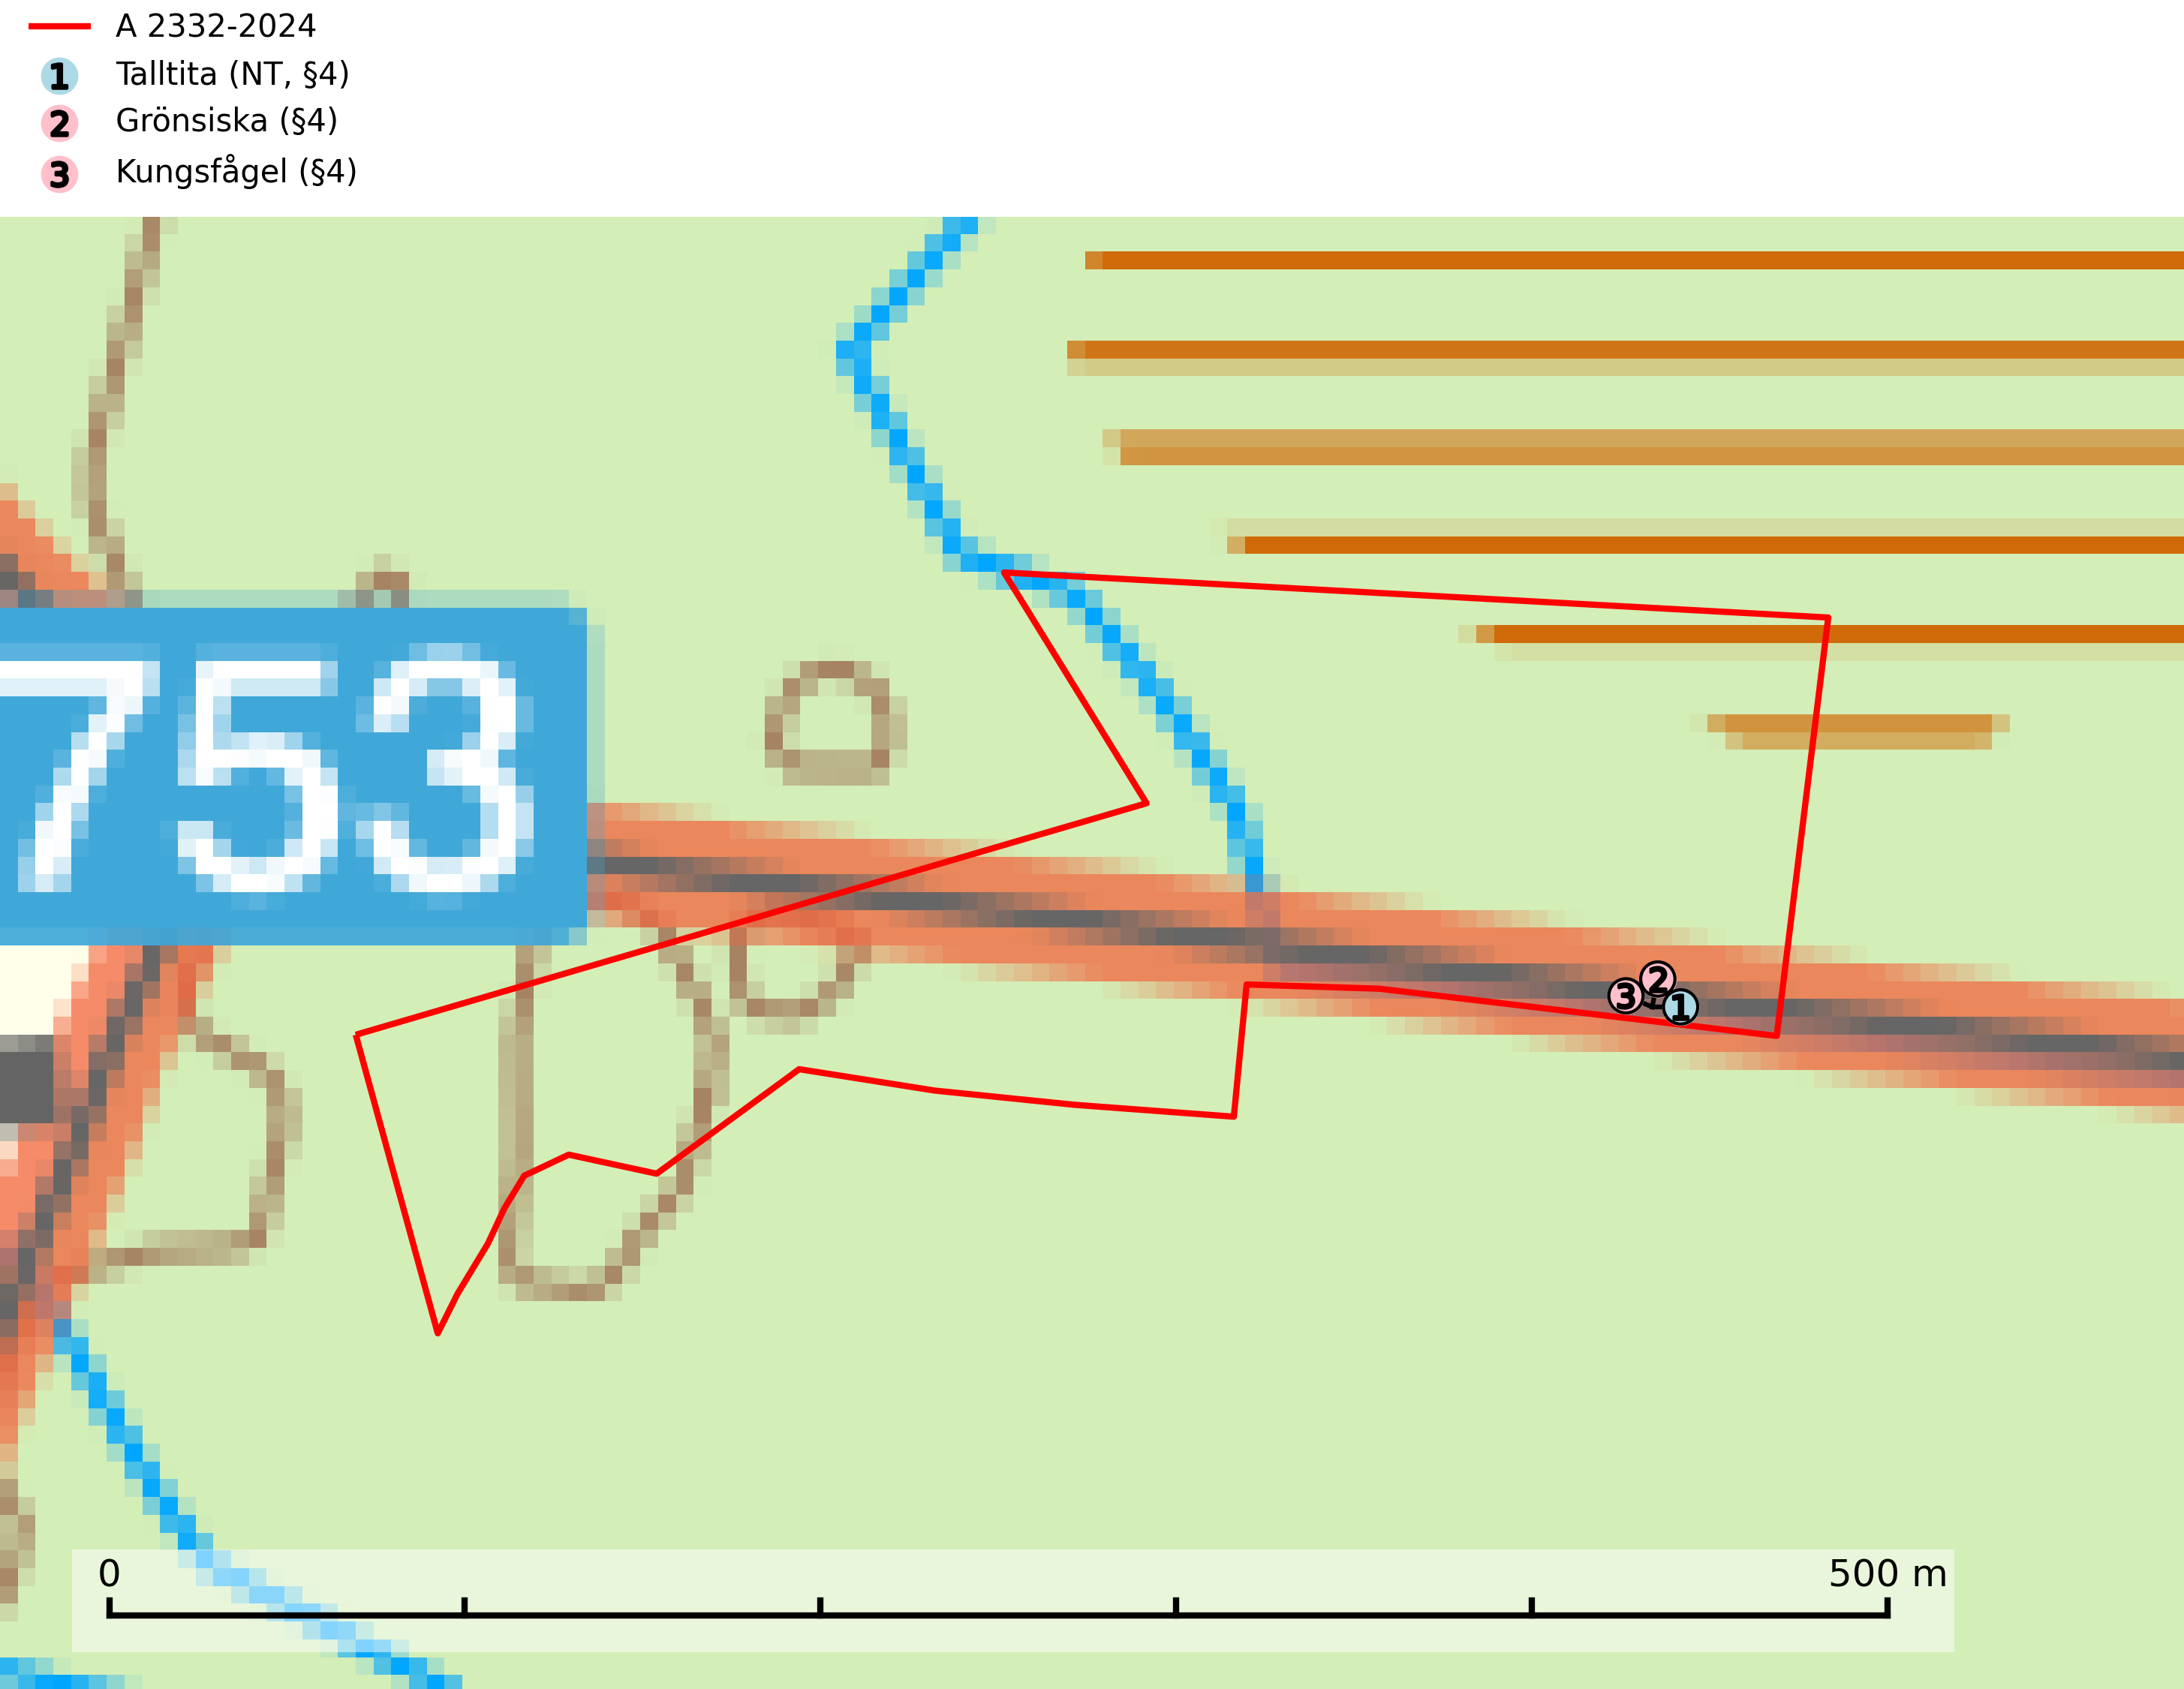 A 2332-2024
1 Talltita (NT, §4)
2 Grönsiska (§4)
3 Kungsfågel (§4)
753
2
3
1
0 500 m